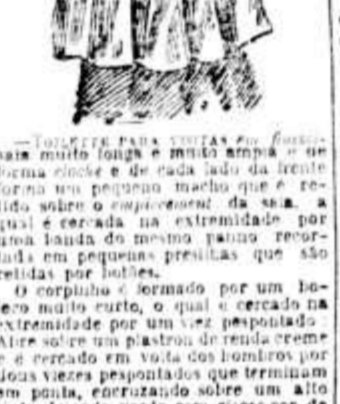 —TOILETTE PARA VISITAS em
saia muito longa e muito ampla e de
forma cloche e de cada lado da frente
forma um pequeno macho que é re-
tido sobre o empiecement da saia, a
qual é cercada na extremidade por
uma banda do mesmo panno recor-
tada em pequenas presilhas que são
retidas por botões.
O corpinho é formado por um bo-
lero muito curto, o qual é cercado na
extremidade por um viez pespontado
Abre sobre um plastron de renda creme
e é cercado em volta dos hombros por
dous viezes pespontados que terminam
em ponta, encruzando sobre um alto